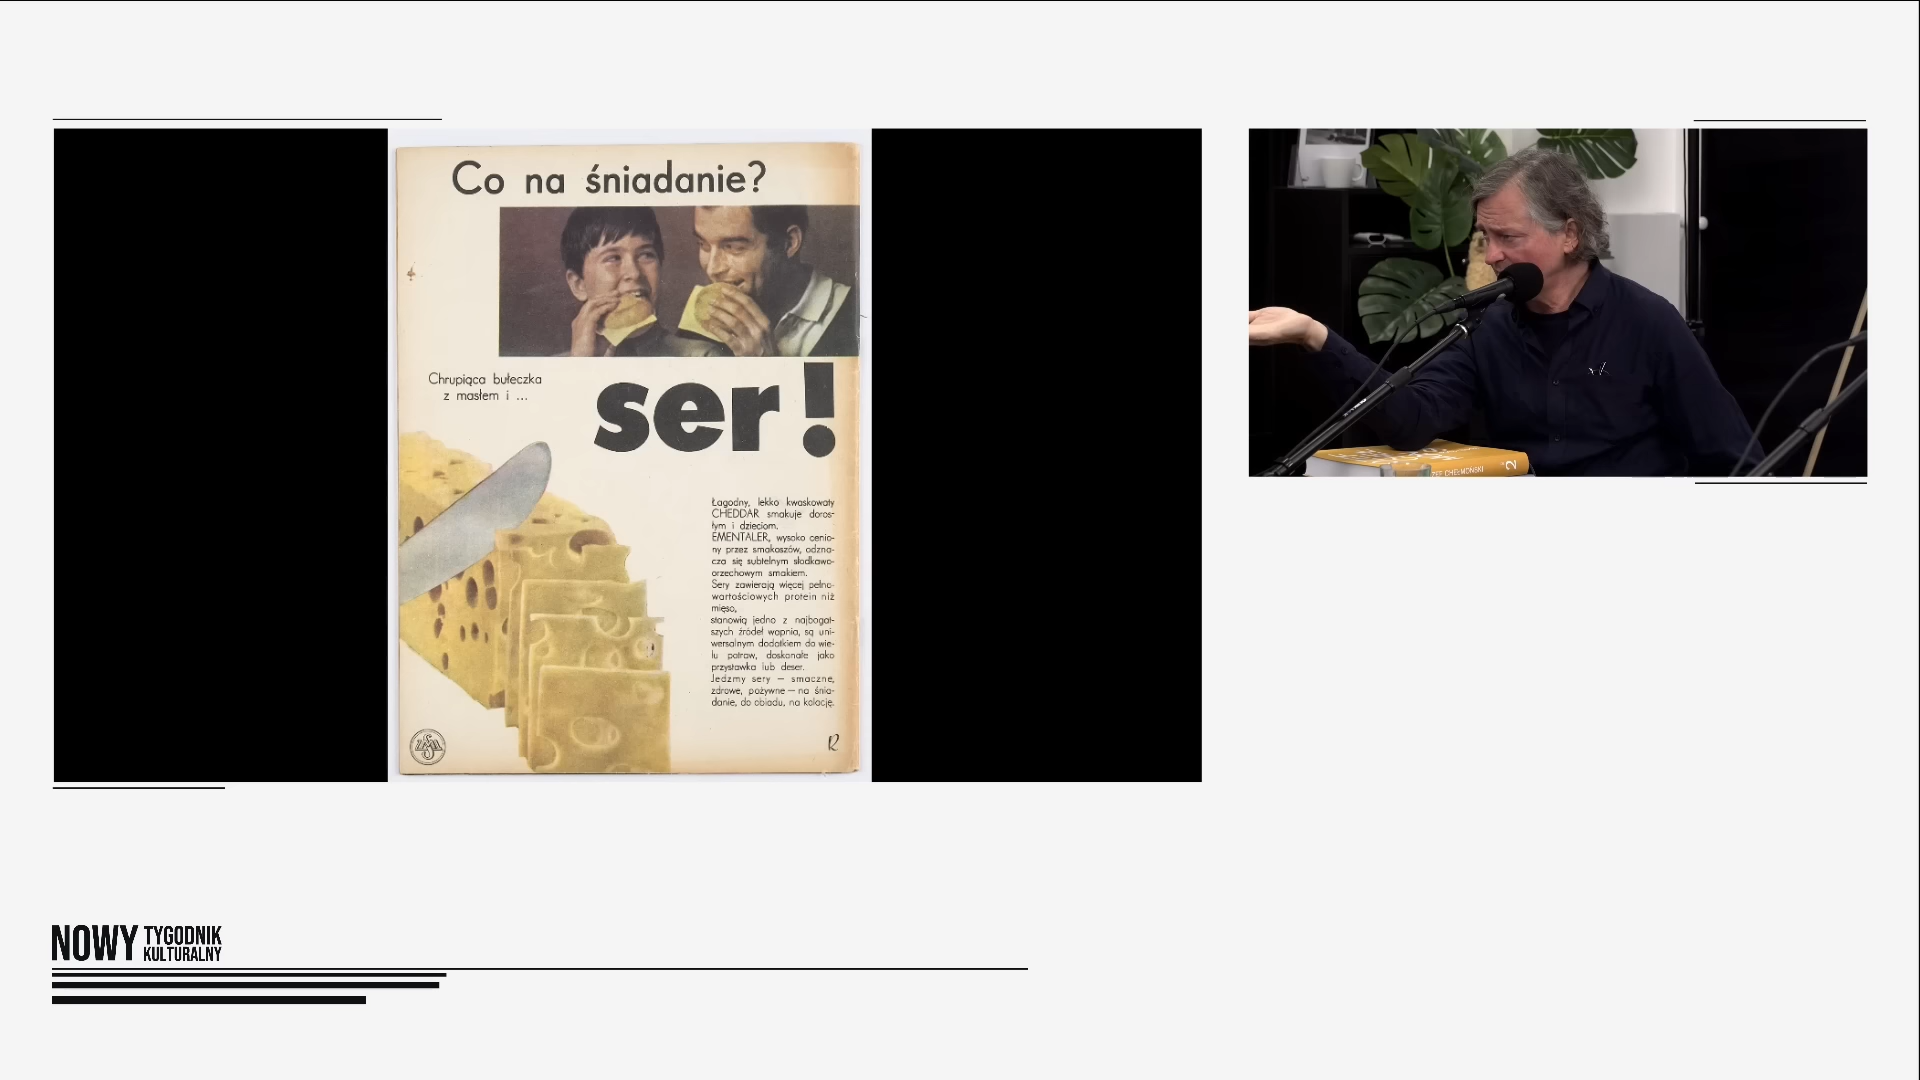 Co na śniadanie?
Chrupiąca bułeczka
z masłem i ...
ser!
Łagodny, lekko kwaskowaty
CHEDDAR smakuje doros-
łym i dzieciom.
EMENTALER, wysoko cenio-
ny przez smakoszów, odzna-
cza się subtelnym słodkawo-
orzechowym smakiem.
Sery zawierają więcej pełno-
wartościowych protein niż
mięso,
stanowią jedno z najbogat-
szych źródeł wapnia, są uni-
wersalnym dodatkiem do wie-
lu potraw, doskonałe jako
przystawka lub deser.
Jedzmy sery — smaczne,
zdrowe, pożywne — na śnia-
danie, do obiadu, na kolację.
CHEŁMOŃSKI
2
NOWY TYGODNIK
KULTURALNY